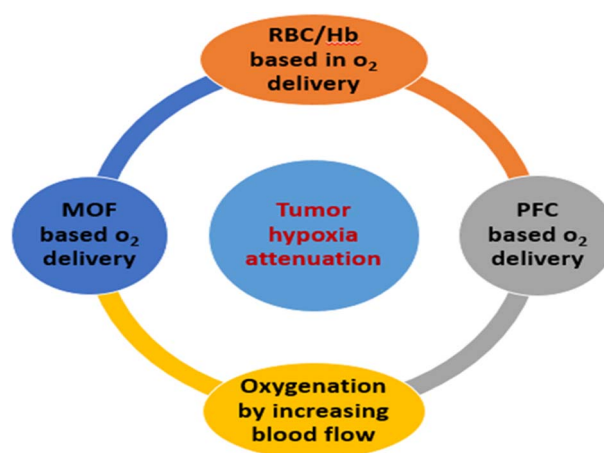 RBC/Hb
based in o₂
delivery
MOF
based o₂
delivery
Tumor
hypoxia
attenuation
PFC
based o₂
delivery
Oxygenation
by increasing
blood flow